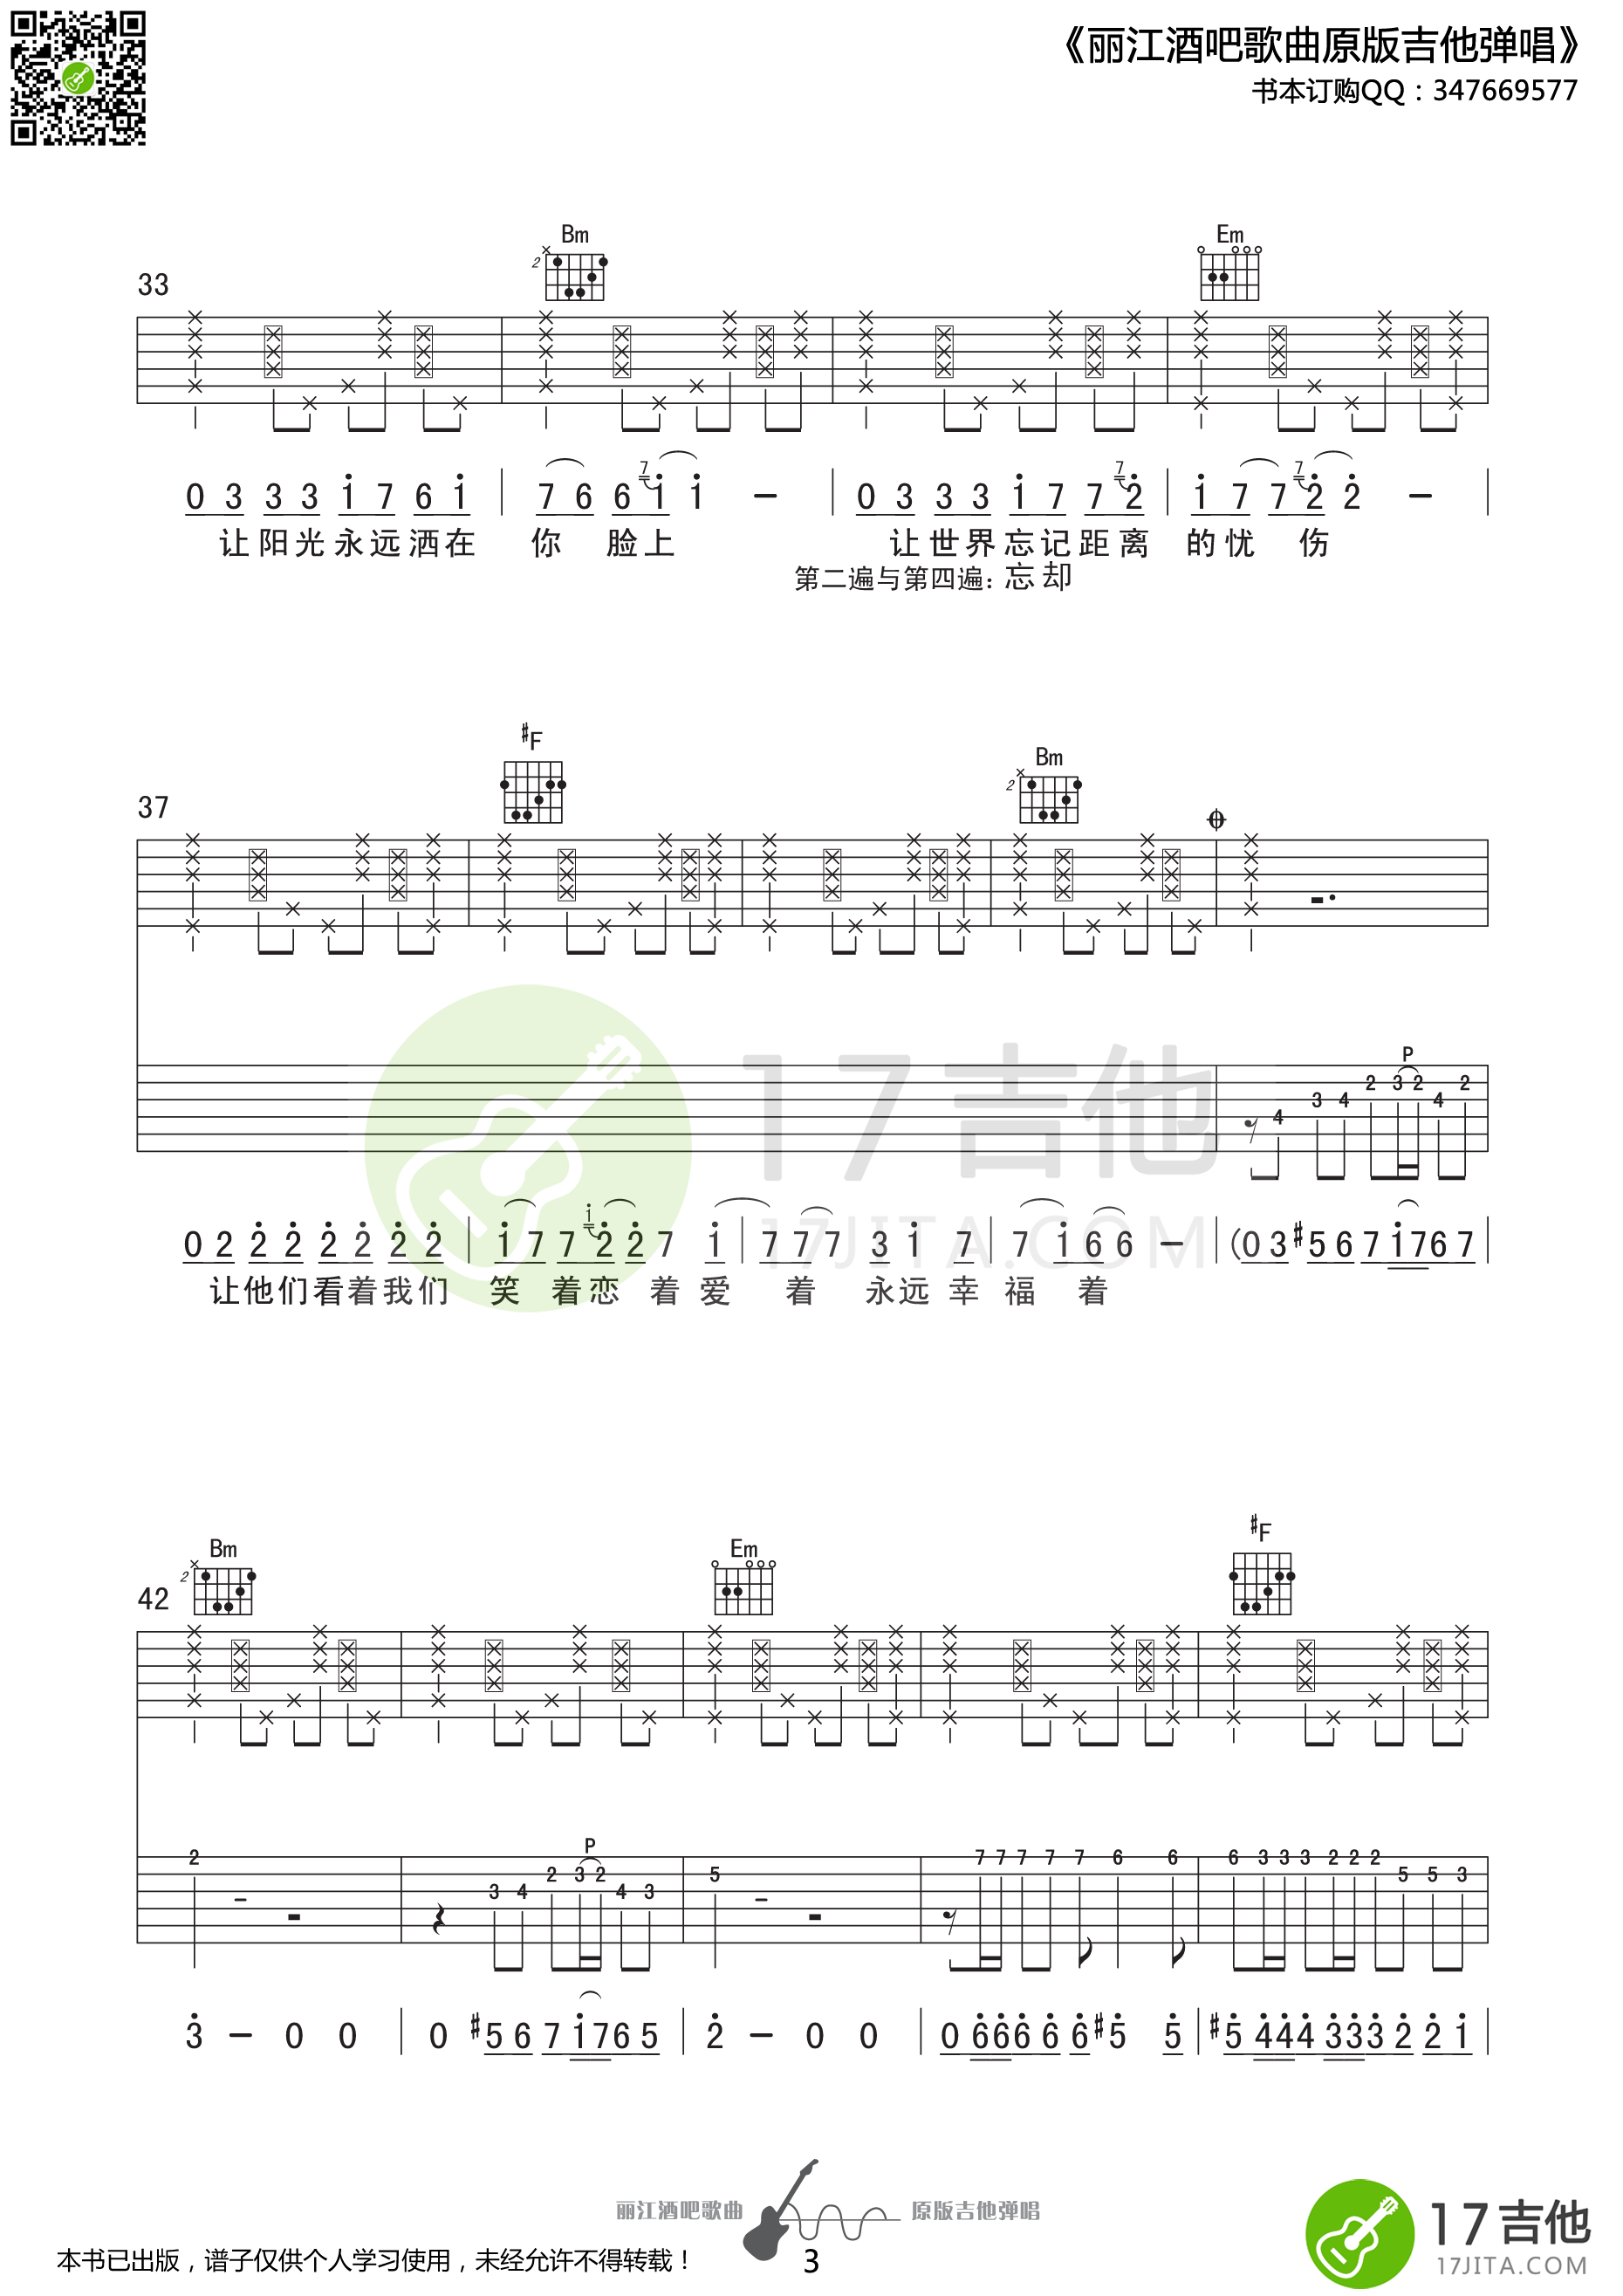 《丽江酒吧歌曲原版吉他弹唱》
书本订购QQ：347669577
Bm Em
33
0 3 3 3 1 7 6 1 7 6 6 7 1 1 － 0 3 3 3 1 7 7 7 2 1 7 7 7 2 2 －
让阳光永远洒在 你 脸上 让世界忘记距离 的忧 伤
第二遍与第四遍：忘却
#F Bm
37
P
4 3 4 2 3 2 4 2
0 2 2 2 2 2 2 2 1 7 7 1 2 2 7 1 7 7 7 3 1 7 7 1 6 6 － (0 3 #5 6 7 1 7 6 7
让他们看着我们 笑 着恋 着 爱 着 永远 幸 福 着
17吉他
17JITA.COM
Bm Em #F
42
P
2 3 4 2 3 2 4 3 5 7 7 7 7 7 6 6 6 3 3 3 2 2 2 5 5 3
3 － 0 0 0 #5 6 7 1 7 6 5 2 － 0 0 0 6 6 6 6 6 #5 5 #5 4 4 4 3 3 3 2 2 1
丽江酒吧歌曲 原版吉他弹唱
本书已出版，谱子仅供个人学习使用，未经允许不得转载！
3
17吉他
17JITA.COM